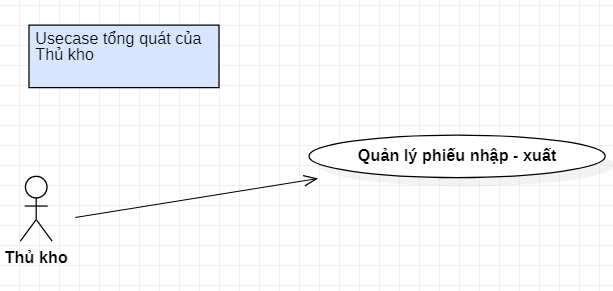 Usecase tổng quát của
Thủ kho
Quản lý phiếu nhập - xuất
Thủ kho